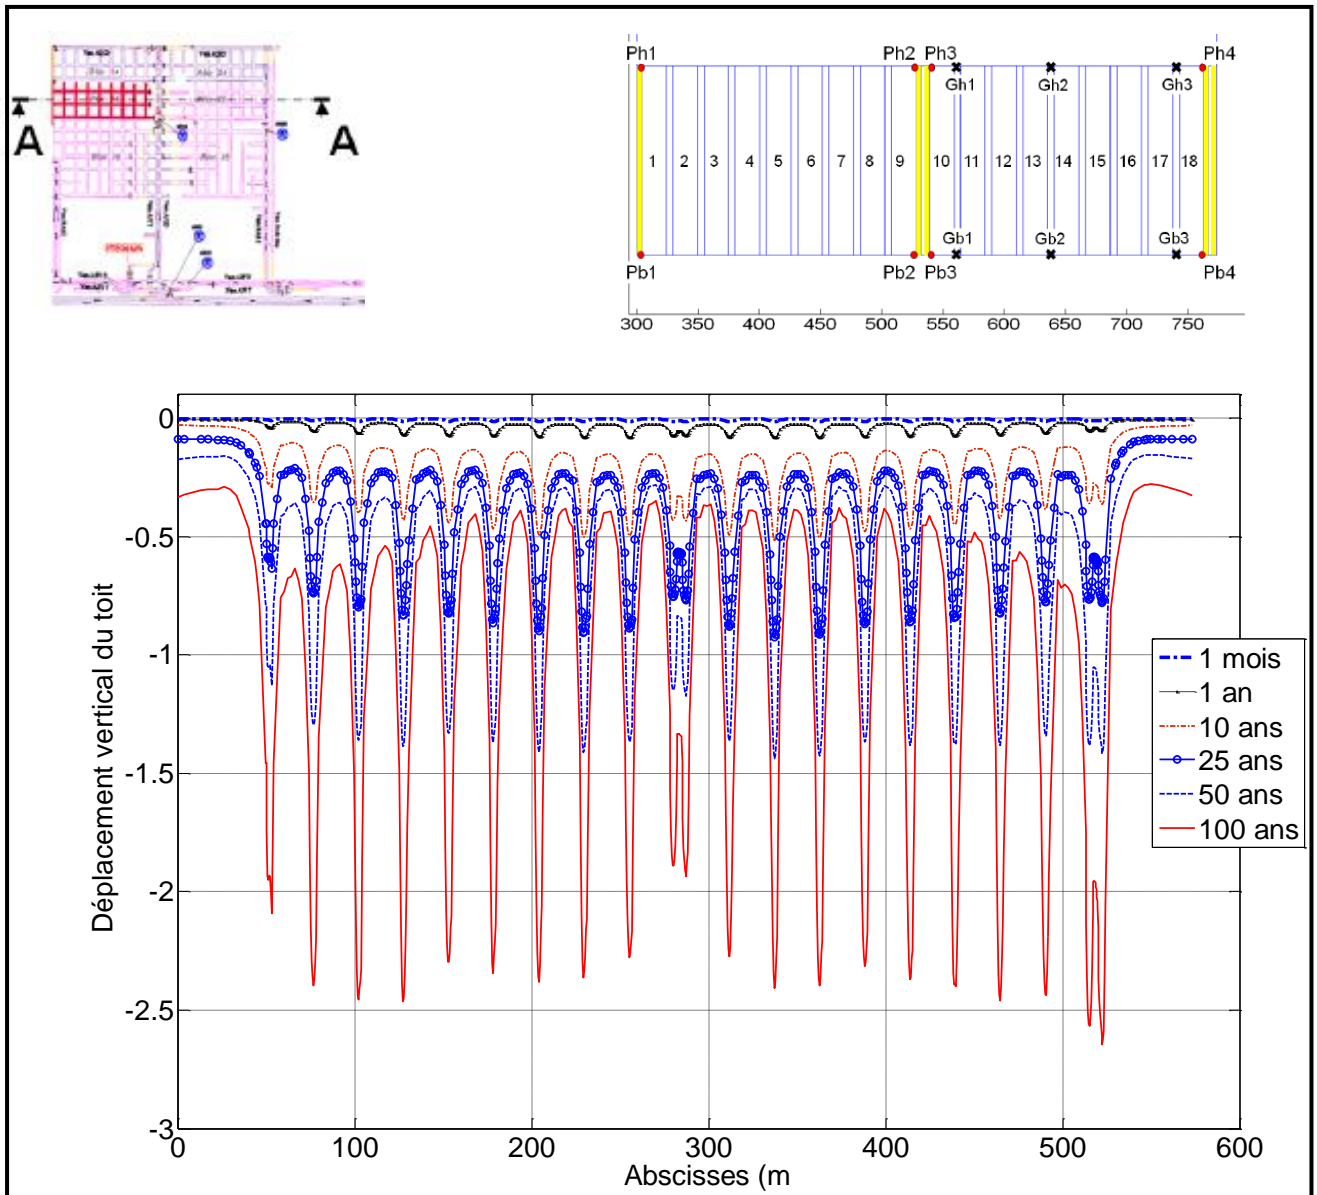 A
A
Ph1
Ph2 Ph3
Ph4
Gh1
Gh2
Gh3
1 2 3 4 5 6 7 8 9 10 11 12 13 14 15 16 17 18
Gb1
Gb2
Gb3
Pb1
Pb2 Pb3
Pb4
300 350 400 450 500 550 600 650 700 750
0
-0.5
-1
-1.5
-2
-2.5
-3
Déplacement vertical du toit
1 mois
1 an
10 ans
25 ans
50 ans
100 ans
0 100 200 300 400 500 600
Abscisses (m